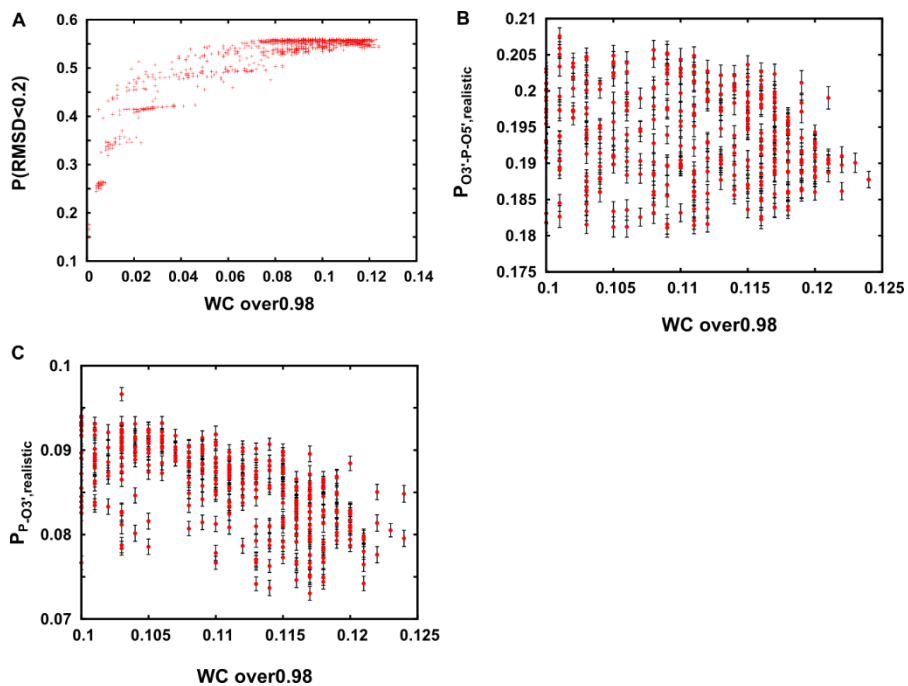 A
0.6
0.5
0.4
0.3
0.2
0.1
0 0.02 0.04 0.06 0.08 0.10 0.12 0.14
P(RMSD<0.2)
WC over0.98
B
0.21
0.205
0.2
0.195
0.19
0.185
0.18
0.175
0.1 0.105 0.11 0.115 0.12 0.125
PO3'-P-O5',realistic
WC over0.98
C
0.1
0.09
0.08
0.07
0.1 0.105 0.11 0.115 0.12 0.125
PP-O3',realistic
WC over0.98